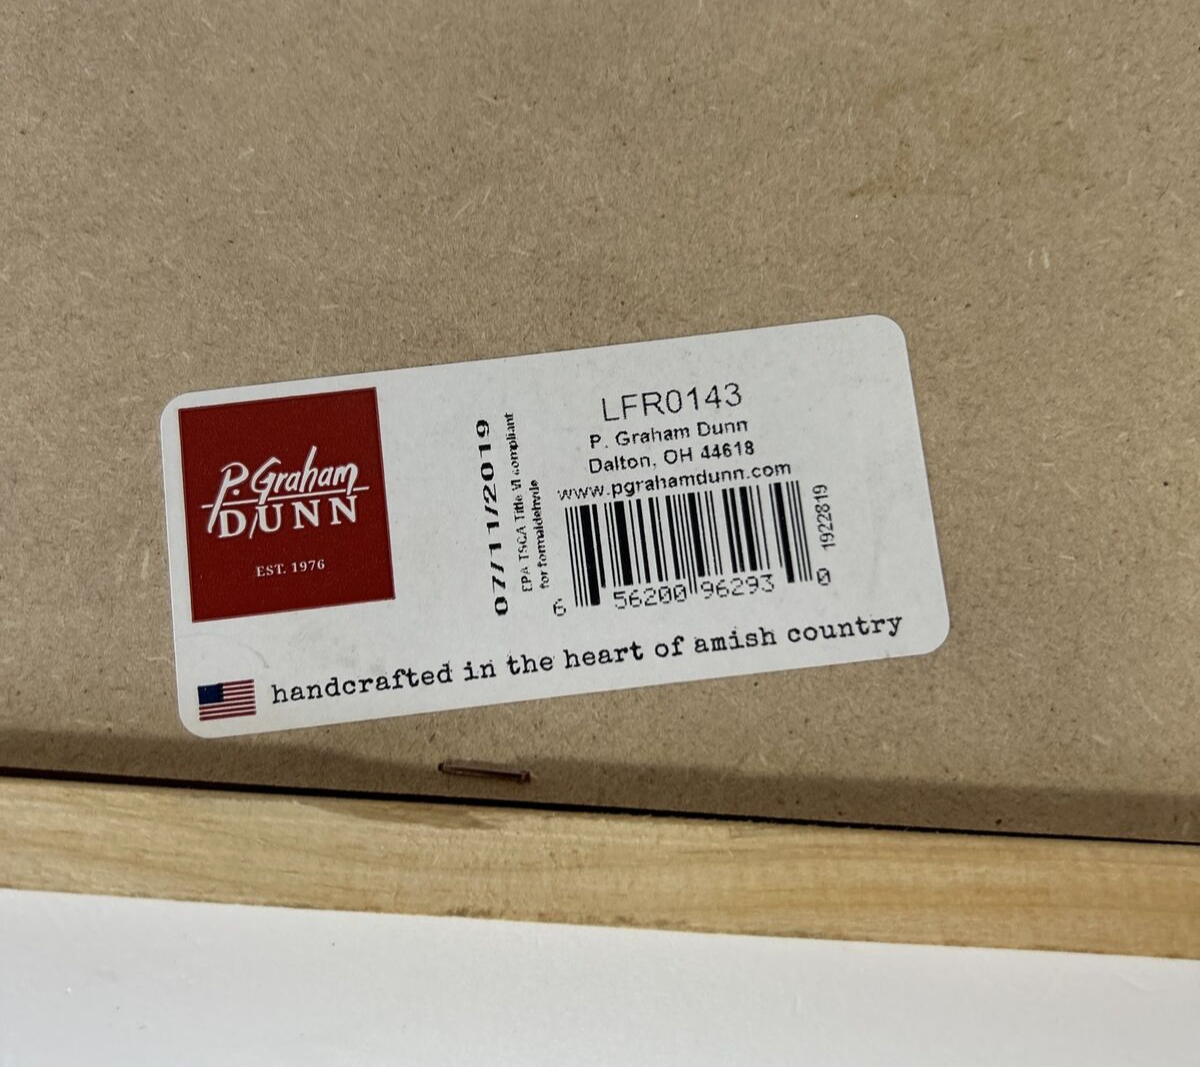 P. Graham
DUNN
EST. 1976
07/11/2019
EPA TSCA Title VI compliant
for formaldehyde
LFR0143
P. Graham Dunn
Dalton, OH 44618
www.pgrahamdunn.com
6 56200 96293 0
1922819
handcrafted in the heart of amish country